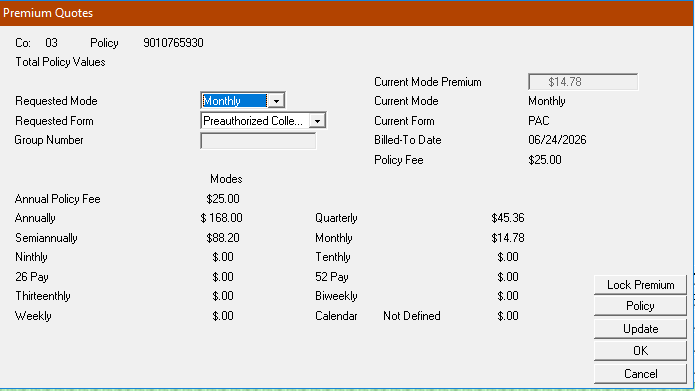 Premium Quotes
Co: 03 Policy 9010765930
Total Policy Values
Current Mode Premium $14.78
Requested Mode Monthly Current Mode Monthly
Requested Form Preauthorized Colle... Current Form PAC
Group Number Billed-To Date 06/24/2026
Policy Fee $25.00
Modes
Annual Policy Fee $25.00
Annually $ 168.00 Quarterly $45.36
Semiannually $88.20 Monthly $14.78
Ninthly $.00 Tenthly $.00
26 Pay $.00 52 Pay $.00
Thirteenthly $.00 Biweekly $.00
Weekly $.00 Calendar Not Defined $.00
Lock Premium
Policy
Update
OK
Cancel